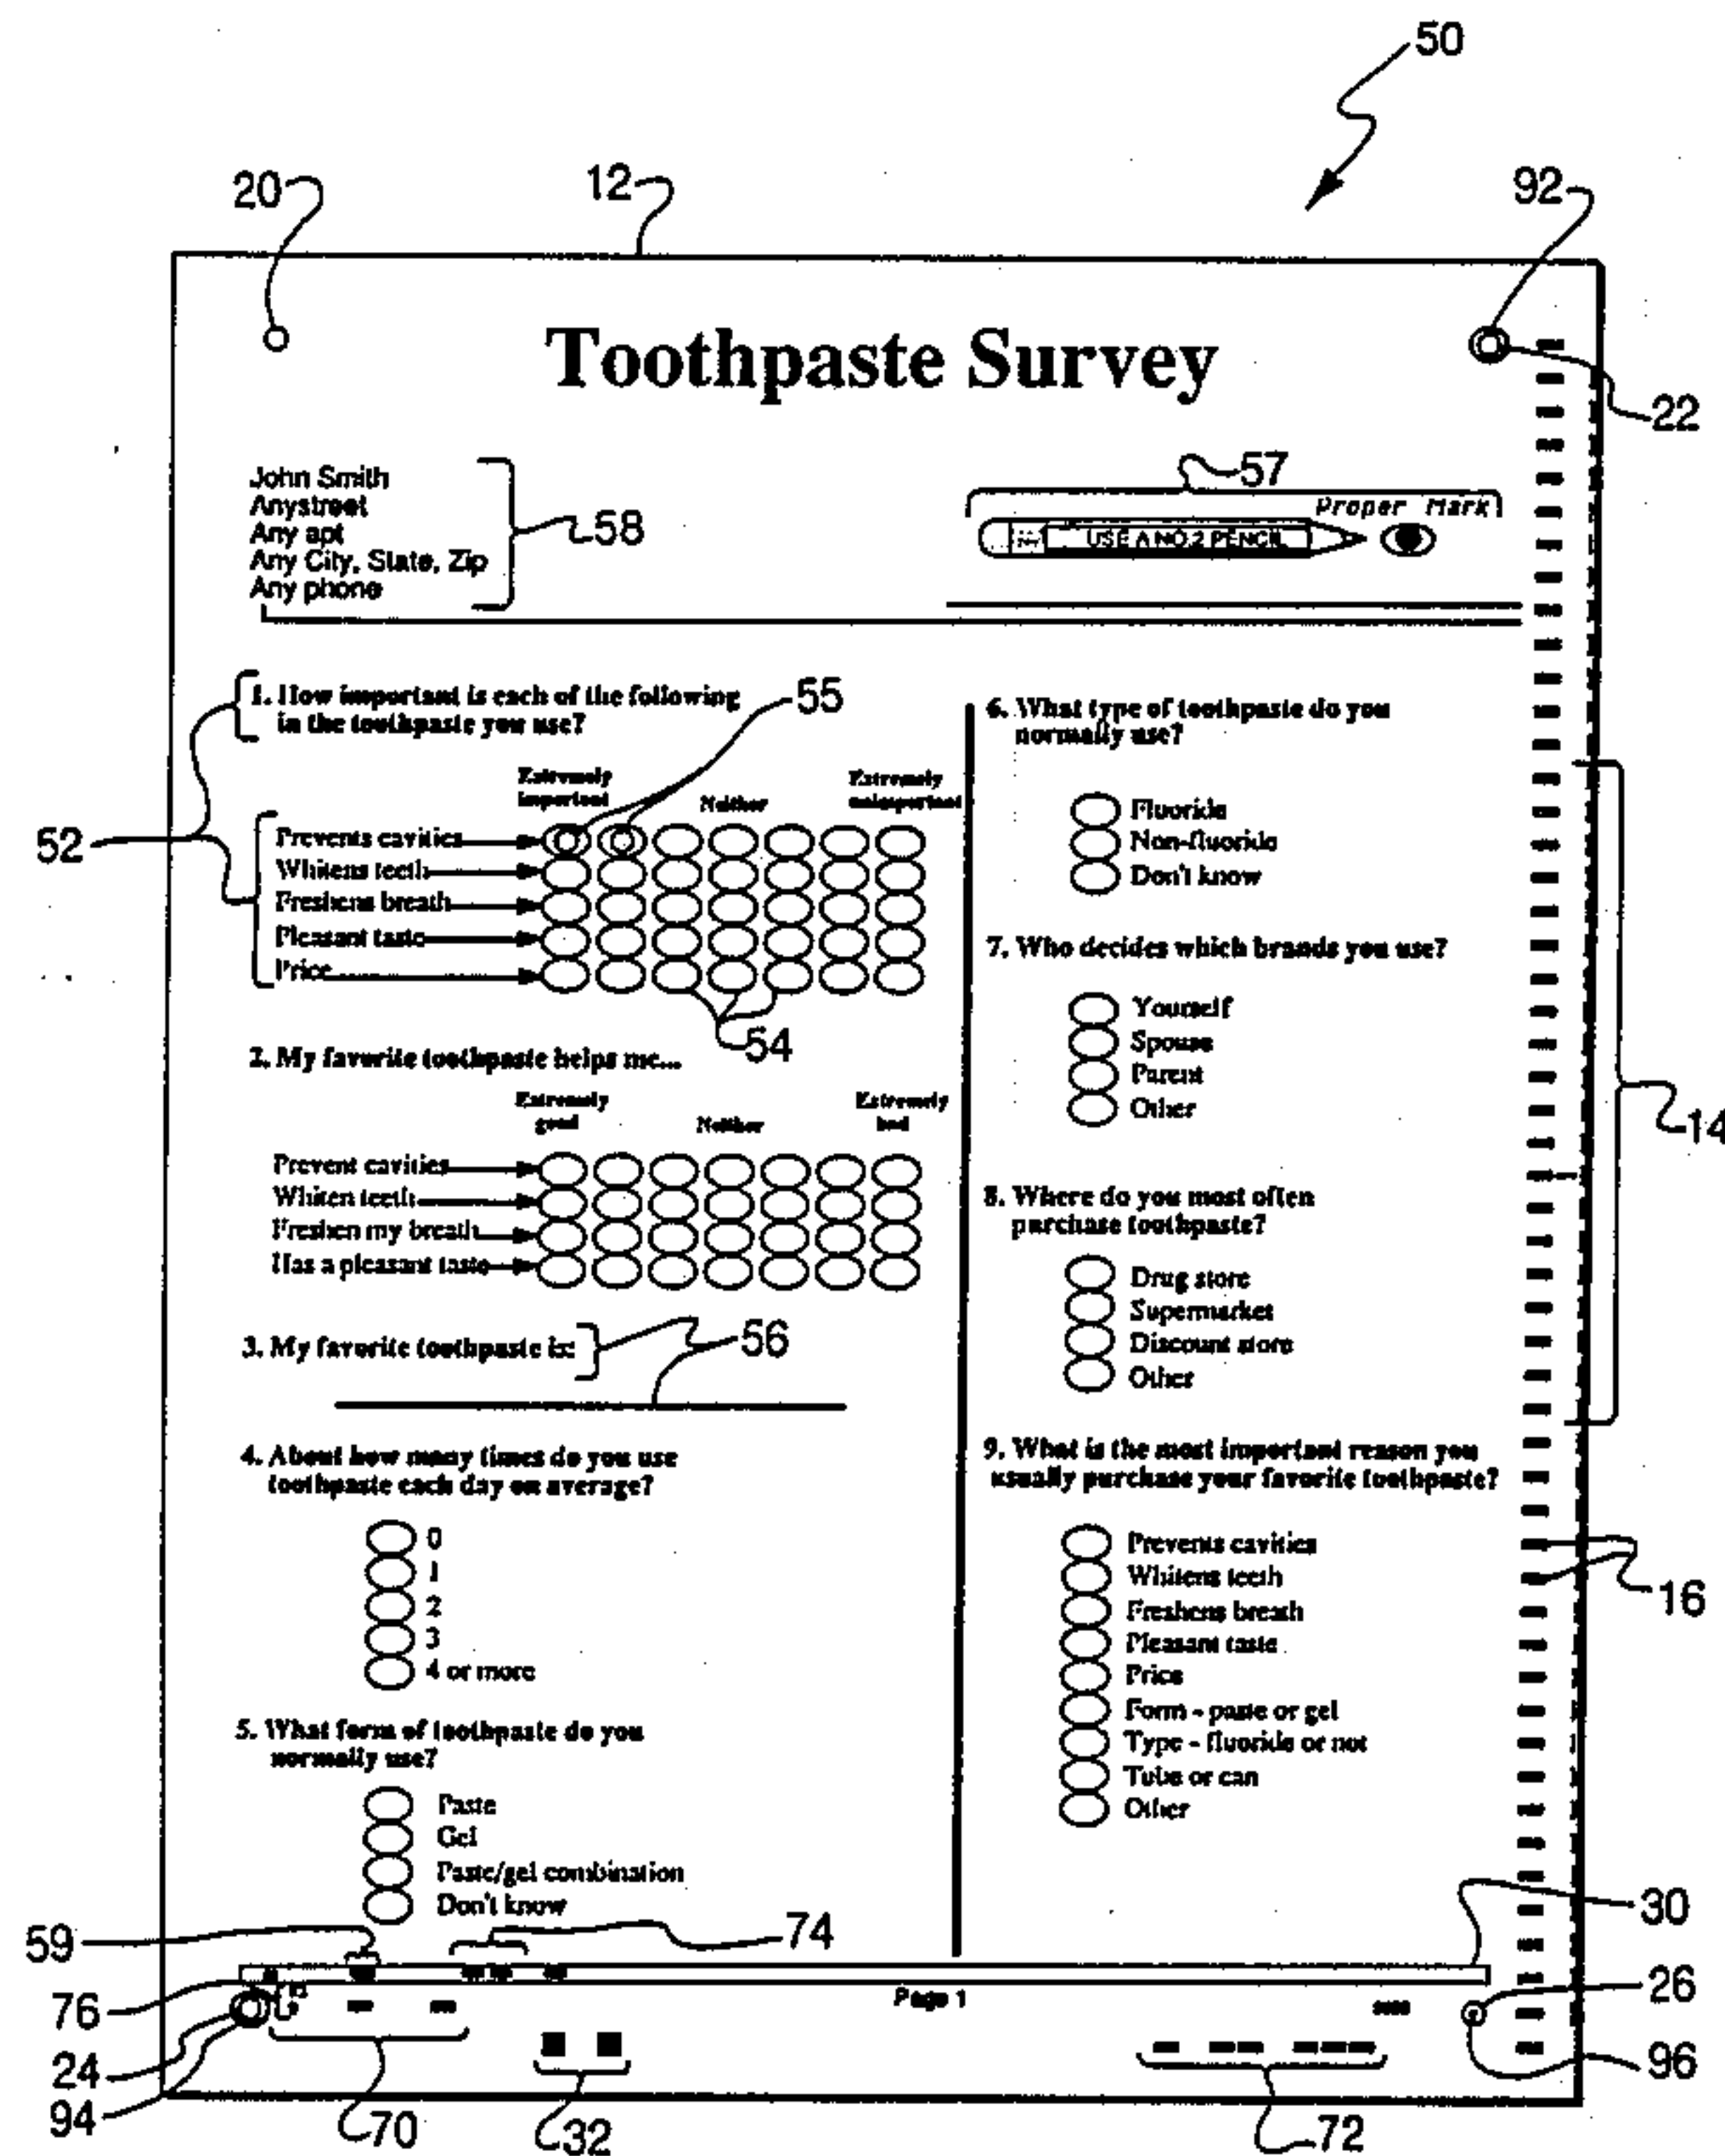 50
20
12
92
Toothpaste Survey
22
John Smith
Anystreet
Any apt
Any City, State, Zip
Any phone
58
57
Proper Mark
USE A NO.2 PENCIL
1. How important is each of the following
in the toothpaste you use?
55
Extremely
important
Neither
Extremely
unimportant
52
Prevents cavities
Whitens teeth
Freshens breath
Pleasant taste
Price
54
2. My favorite toothpaste helps me...
Extremely
good
Neither
Extremely
bad
Prevent cavities
Whiten teeth
Freshen my breath
Has a pleasant taste
3. My favorite toothpaste is:
56
4. About how many times do you use
toothpaste each day on average?
0
1
2
3
4 or more
5. What form of toothpaste do you
normally use?
Paste
Gel
Paste/gel combination
Don't know
6. What type of toothpaste do you
normally use?
Fluoride
Non-fluoride
Don't know
7. Who decides which brands you use?
Yourself
Spouse
Parent
Other
14
8. Where do you most often
purchase toothpaste?
Drug store
Supermarket
Discount store
Other
9. What is the most important reason you
usually purchase your favorite toothpaste?
Prevents cavities
Whitens teeth
Freshens breath
Pleasant taste
Price
Form - paste or gel
Type - fluoride or not
Tube or can
Other
16
59
74
30
76
Page 1
26
24
96
94
70
32
72